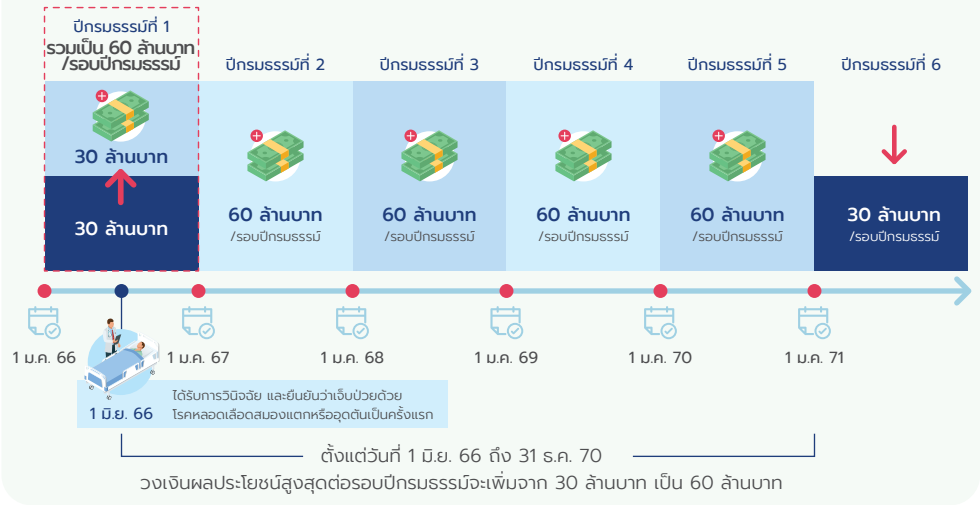 ปีกรมธรรม์ที่ 1
รวมเป็น 60 ล้านบาท
/รอบปีกรมธรรม์
ปีกรมธรรม์ที่ 2
ปีกรมธรรม์ที่ 3
ปีกรมธรรม์ที่ 4
ปีกรมธรรม์ที่ 5
ปีกรมธรรม์ที่ 6
30 ล้านบาท
30 ล้านบาท
60 ล้านบาท
/รอบปีกรมธรรม์
60 ล้านบาท
/รอบปีกรมธรรม์
60 ล้านบาท
/รอบปีกรมธรรม์
60 ล้านบาท
/รอบปีกรมธรรม์
30 ล้านบาท
/รอบปีกรมธรรม์
1 ม.ค. 66
1 ม.ค. 67
1 ม.ค. 68
1 ม.ค. 69
1 ม.ค. 70
1 ม.ค. 71
1 มิ.ย. 66
ได้รับการวินิจฉัย และยืนยันว่าเจ็บป่วยด้วย
โรคหลอดเลือดสมองแตกหรืออุดตันเป็นครั้งแรก
ตั้งแต่วันที่ 1 มิ.ย. 66 ถึง 31 ธ.ค. 70
วงเงินผลประโยชน์สูงสุดต่อรอบปีกรมธรรม์จะเพิ่มจาก 30 ล้านบาท เป็น 60 ล้านบาท